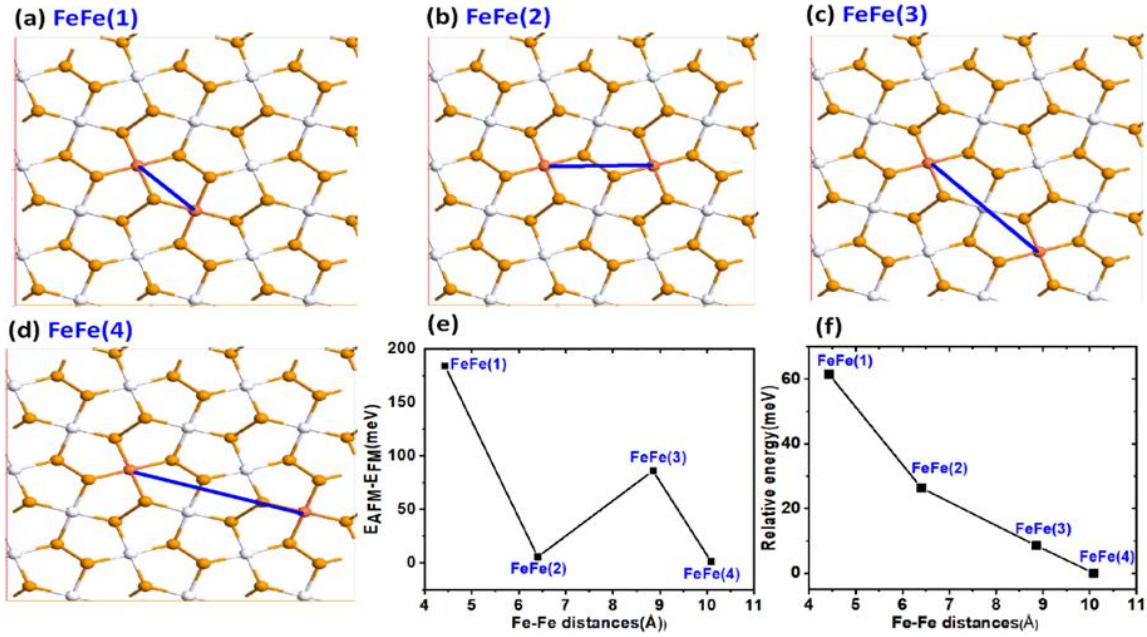 (a) FeFe(1)
(b) FeFe(2)
(c) FeFe(3)
(d) FeFe(4)
(e)
200
150
100
50
0
EAFM-EFM(meV)
FeFe(1)
FeFe(2)
FeFe(3)
FeFe(4)
4 5 6 7 8 9 10 11
Fe-Fe distances(Å))
(f)
60
40
20
0
Relative energy(meV)
FeFe(1)
FeFe(2)
FeFe(3)
FeFe(4)
4 5 6 7 8 9 10 11
Fe-Fe distances(Å)